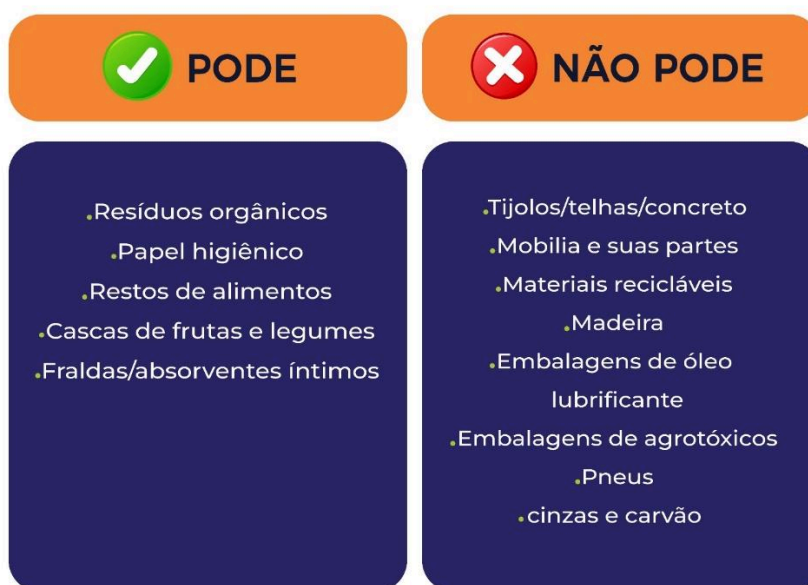 PODE
.Resíduos orgânicos
.Papel higiênico
.Restos de alimentos
.Cascas de frutas e legumes
.Fraldas/absorventes íntimos
NÃO PODE
.Tijolos/telhas/concreto
.Mobilia e suas partes
.Materiais recicláveis
.Madeira
.Embalagens de óleo
lubrificante
.Embalagens de agrotóxicos
.Pneus
.cinzas e carvão